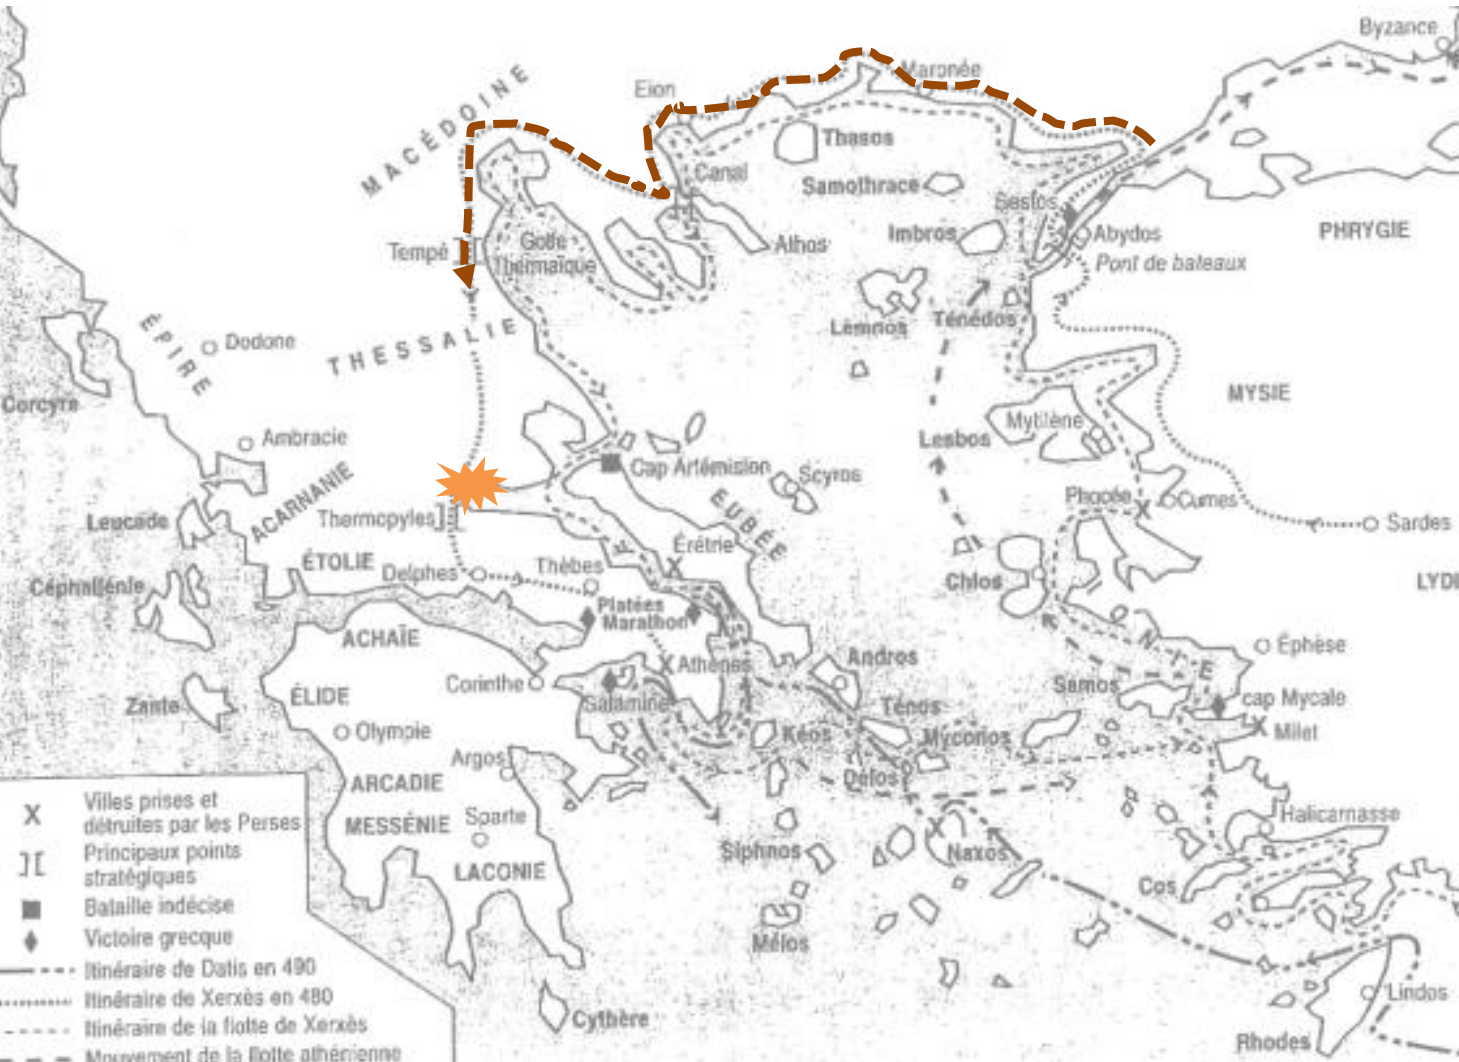 Byzance
Maronée
Eion
MACÉDOINE
Thasos
Canal
Samothrace
Sestos
PHRYGIE
Imbros
Abydos
Athos
Tempé
Golfe
Thermaïque
Pont de bateaux
Lemnos
Ténédos
ÉPIRE
Dodone
THESSALIE
MYSIE
Corcyre
Mytilène
Lesbos
Ambracie
Cap Artémision
Scyros
ACARNANIE
EUBÉE
Phocée
Cumes
Sardes
Leucade
Thermopyles
Érétrie
ÉTOLIE
Delphes
Thèbes
Chios
LYDI
Céphallénie
Platées
Marathon
ACHAÏE
IONIE
Éphèse
Athènes
Andros
Corinthe
Samos
cap Mycale
ÉLIDE
Zante
Salamine
Ténos
Milet
Olympie
Kéos
Myconos
Argos
Délos
ARCADIE
Halicarnasse
MESSÉNIE
Sparte
Siphnos
Naxos
LACONIE
Cos
Mélos
Lindos
Cythère
Rhodes
X Villes prises et
détruites par les Perses
Principaux points
stratégiques
Bataille indécise
Victoire grecque
Itinéraire de Datis en 490
Itinéraire de Xerxès en 480
Itinéraire de la flotte de Xerxès
Mouvement de la flotte athénienne